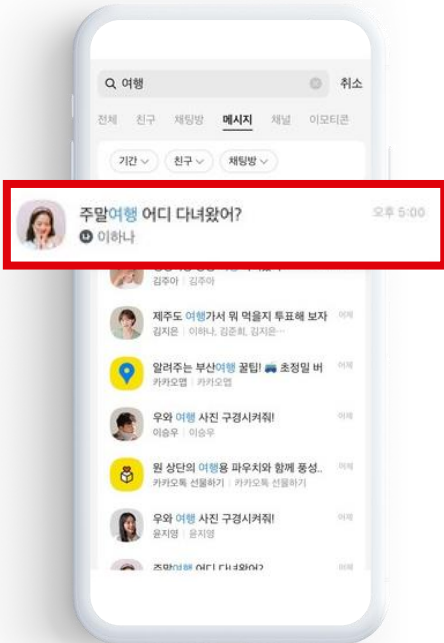 여행
취소
전체 친구 채팅방 메시지 채널 이모티콘
기간 친구 채팅방
주말여행 어디 다녀왔어?
오후 5:00
나 이하나
김주아 | 김주아
제주도 여행가서 뭐 먹을지 투표해 보자
어제
김지은 | 이하나, 김준희, 김지은…
알려주는 부산여행 꿀팁! 🚙 초정밀 버
어제
카카오맵 | 카카오맵
우와 여행 사진 구경시켜줘!
어제
이승우 | 이승우
원 상단의 여행용 파우치와 함께 풍성..
어제
카카오톡 선물하기 | 카카오톡 선물하기
우와 여행 사진 구경시켜줘!
어제
윤지영 | 윤지영
주말여행 어디 다녀왔어?
어제